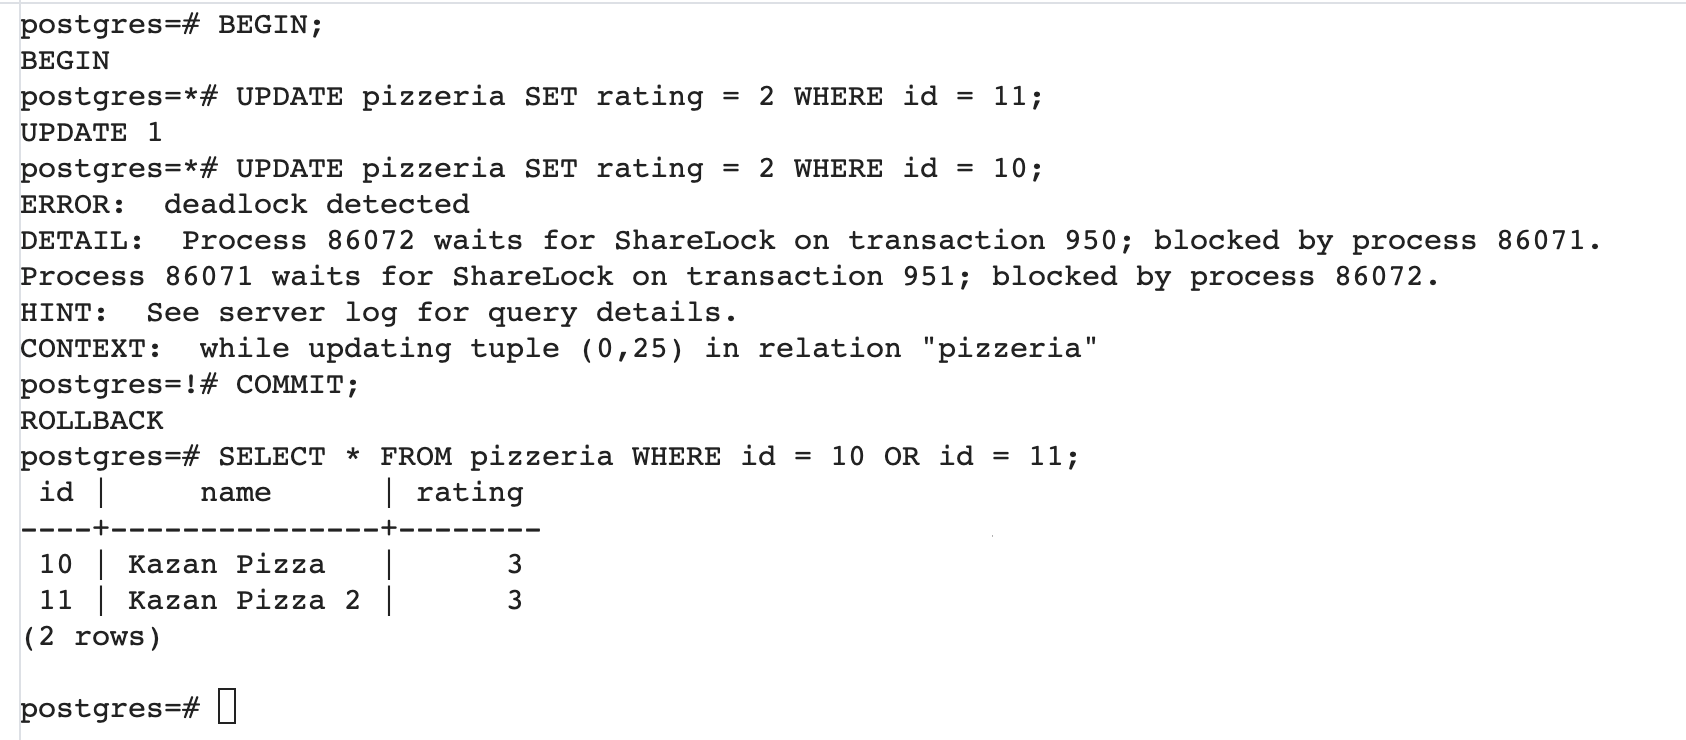 postgres=# BEGIN;
BEGIN
postgres=*# UPDATE pizzeria SET rating = 2 WHERE id = 11;
UPDATE 1
postgres=*# UPDATE pizzeria SET rating = 2 WHERE id = 10;
ERROR:  deadlock detected
DETAIL:  Process 86072 waits for ShareLock on transaction 950; blocked by process 86071.
Process 86071 waits for ShareLock on transaction 951; blocked by process 86072.
HINT:  See server log for query details.
CONTEXT:  while updating tuple (0,25) in relation "pizzeria"
postgres=!# COMMIT;
ROLLBACK
postgres=# SELECT * FROM pizzeria WHERE id = 10 OR id = 11;
 id |     name      | rating
----+---------------+--------
 10 | Kazan Pizza   |      3
 11 | Kazan Pizza 2 |      3
(2 rows)
postgres=#